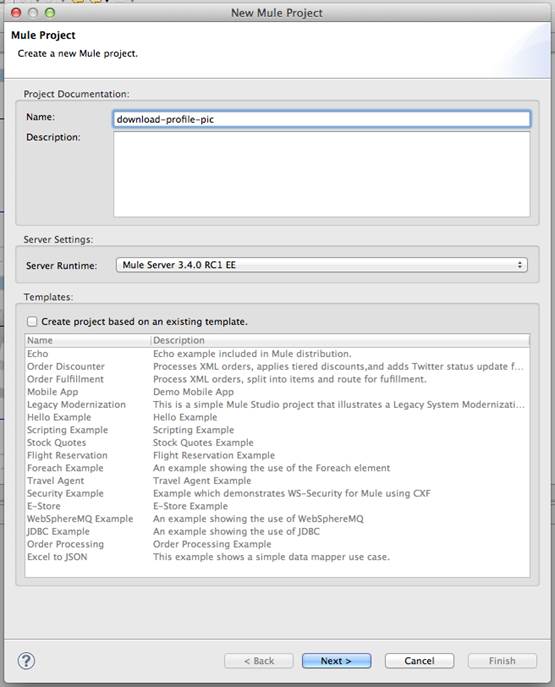 New Mule Project
Mule Project
Create a new Mule project.
Project Documentation:
Name: download-profile-pic
Description:
Server Settings:
Server Runtime: Mule Server 3.4.0 RC1 EE
Templates:
Create project based on an existing template.
Name Description
Echo Echo example included in Mule distribution.
Order Discounter Processes XML orders, applies tiered discounts,and adds Twitter status update f...
Order Fulfillment Process XML orders, split into items and route for fufillment.
Mobile App Demo Mobile App
Legacy Modernization This is a simple Mule Studio project that illustrates a Legacy System Modernizati...
Hello Example Hello Example
Scripting Example Scripting Example
Stock Quotes Stock Quotes Example
Flight Reservation Flight Reservation Example
Foreach Example An example showing the use of the Foreach element
Travel Agent Travel Agent Example
Security Example Example which demonstrates WS-Security for Mule using CXF
E-Store E-Store Example
WebSphereMQ Example An example showing the use of WebSphereMQ
JDBC Example An example showing the use of JDBC
Order Processing Order Processing Example
Excel to JSON This example shows a simple data mapper use case.
? < Back Next > Cancel Finish